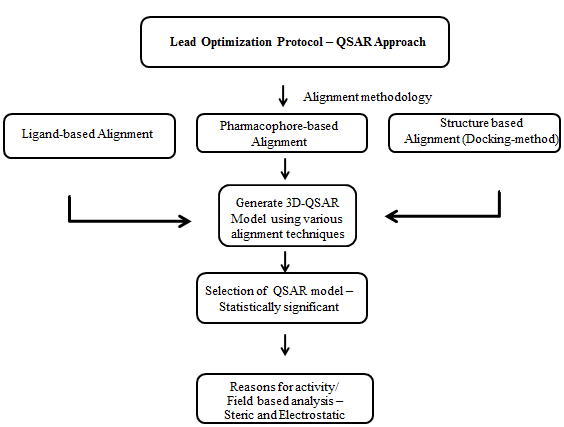 Lead Optimization Protocol – QSAR Approach
Alignment methodology
Ligand-based Alignment
Pharmacophore-based
Alignment
Structure based
Alignment (Docking-method)
Generate 3D-QSAR
Model using various
alignment techniques
Selection of QSAR model –
Statistically significant
Reasons for activity/
Field based analysis –
Steric and Electrostatic